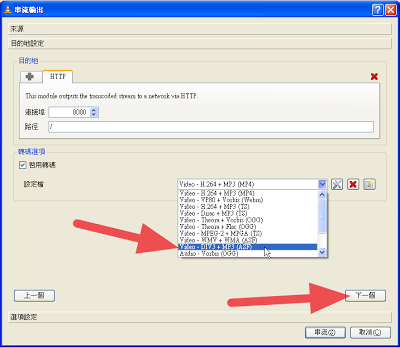 串流輸出
來源
目的地設定
目的地
HTTP
This module outputs the transcoded stream to a network via HTTP.
連接埠 8080
路徑 /
轉碼選項
啟用轉碼
設定檔 Video - H.264 + MP3 (MP4)
Video - H.264 + MP3 (MP4)
Video - VP80 + Vorbis (Webm)
Video - H.264 + MP3 (TS)
Video - Dirac + MP3 (TS)
Video - Theora + Vorbis (OGG)
Video - Theora + Flac (OGG)
Video - MPEG-2 + MPGA (TS)
Video - WMV + WMA (ASF)
Video - DIV3 + MP3 (ASF)
Audio - Vorbis (OGG)
上一個 下一個
選項設定
串流(S) 取消(C)